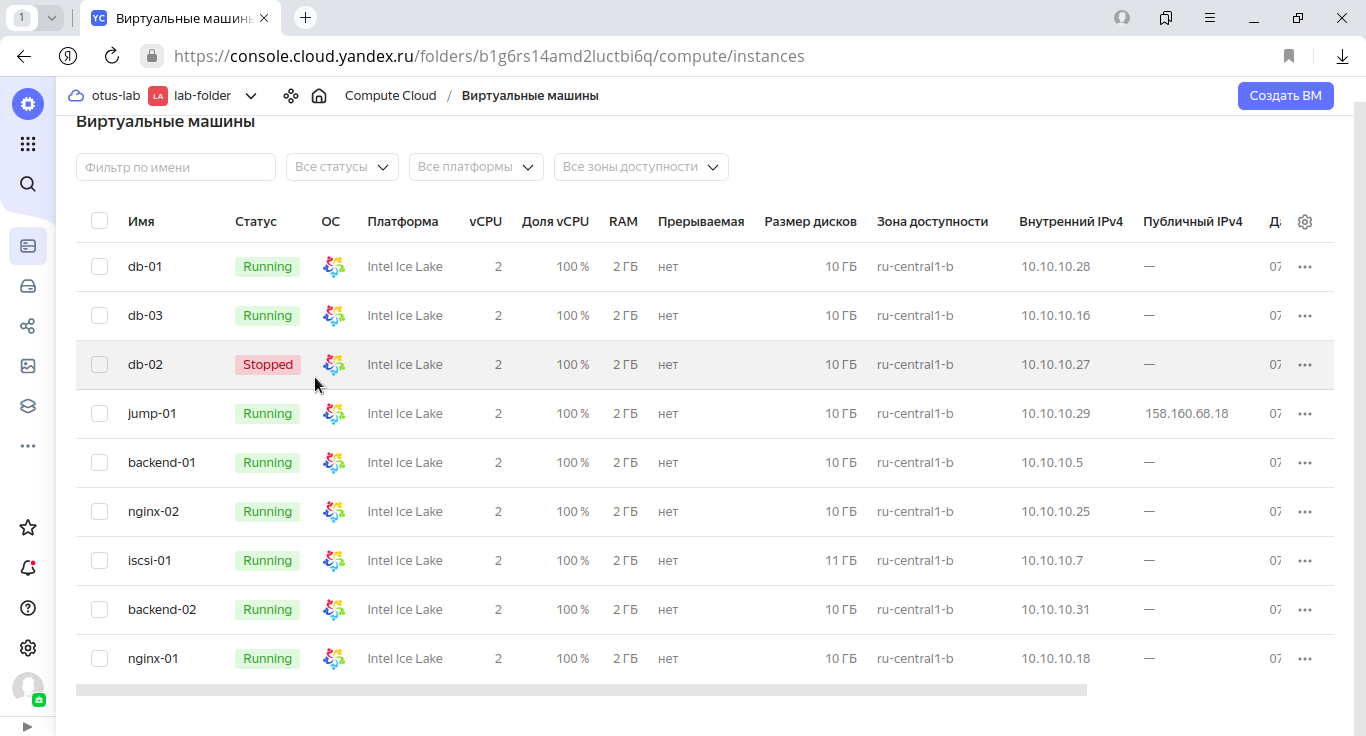 1
YC
Виртуальные машины
https://console.cloud.yandex.ru/folders/b1g6rs14amd2luctbi6q/compute/instances
otus-lab LA lab-folder Compute Cloud / Виртуальные машины Создать ВМ
Виртуальные машины
Фильтр по имени Все статусы Все платформы Все зоны доступности
Имя Статус ОС Платформа vCPU Доля vCPU RAM Прерываемая Размер дисков Зона доступности Внутренний IPv4 Публичный IPv4
db-01 Running Intel Ice Lake 2 100 % 2 ГБ нет 10 ГБ ru-central1-b 10.10.10.28 — 07
db-03 Running Intel Ice Lake 2 100 % 2 ГБ нет 10 ГБ ru-central1-b 10.10.10.16 — 07
db-02 Stopped Intel Ice Lake 2 100 % 2 ГБ нет 10 ГБ ru-central1-b 10.10.10.27 — 07
jump-01 Running Intel Ice Lake 2 100 % 2 ГБ нет 10 ГБ ru-central1-b 10.10.10.29 158.160.68.18 07
backend-01 Running Intel Ice Lake 2 100 % 2 ГБ нет 10 ГБ ru-central1-b 10.10.10.5 — 07
nginx-02 Running Intel Ice Lake 2 100 % 2 ГБ нет 10 ГБ ru-central1-b 10.10.10.25 — 07
iscsi-01 Running Intel Ice Lake 2 100 % 2 ГБ нет 11 ГБ ru-central1-b 10.10.10.7 — 07
backend-02 Running Intel Ice Lake 2 100 % 2 ГБ нет 10 ГБ ru-central1-b 10.10.10.31 — 07
nginx-01 Running Intel Ice Lake 2 100 % 2 ГБ нет 10 ГБ ru-central1-b 10.10.10.18 — 07